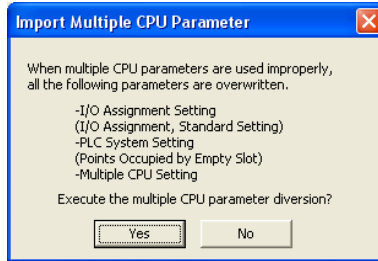 Import Multiple CPU Parameter
When multiple CPU parameters are used improperly,
all the following parameters are overwritten.
-I/O Assignment Setting
(I/O Assignment, Standard Setting)
-PLC System Setting
(Points Occupied by Empty Slot)
-Multiple CPU Setting
Execute the multiple CPU parameter diversion?
Yes
No